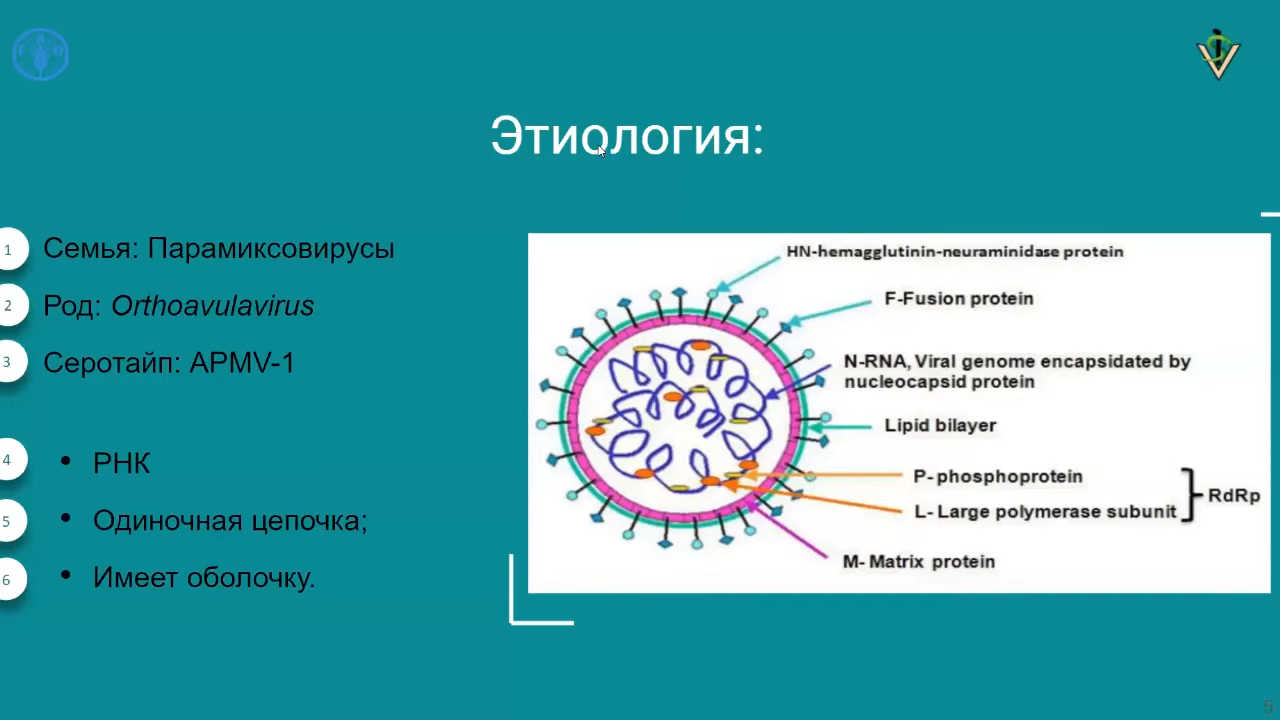 Этиология:
1 Семья: Парамиксовирусы
2 Род: Orthoavulavirus
3 Серотайп: APMV-1
4 • РНК
5 • Одиночная цепочка;
6 • Имеет оболочку.
HN-hemagglutinin-neuraminidase protein
F-Fusion protein
N-RNA, Viral genome encapsidated by
nucleocapsid protein
Lipid bilayer
P- phosphoprotein
L- Large polymerase subunit
RdRp
M- Matrix protein
5